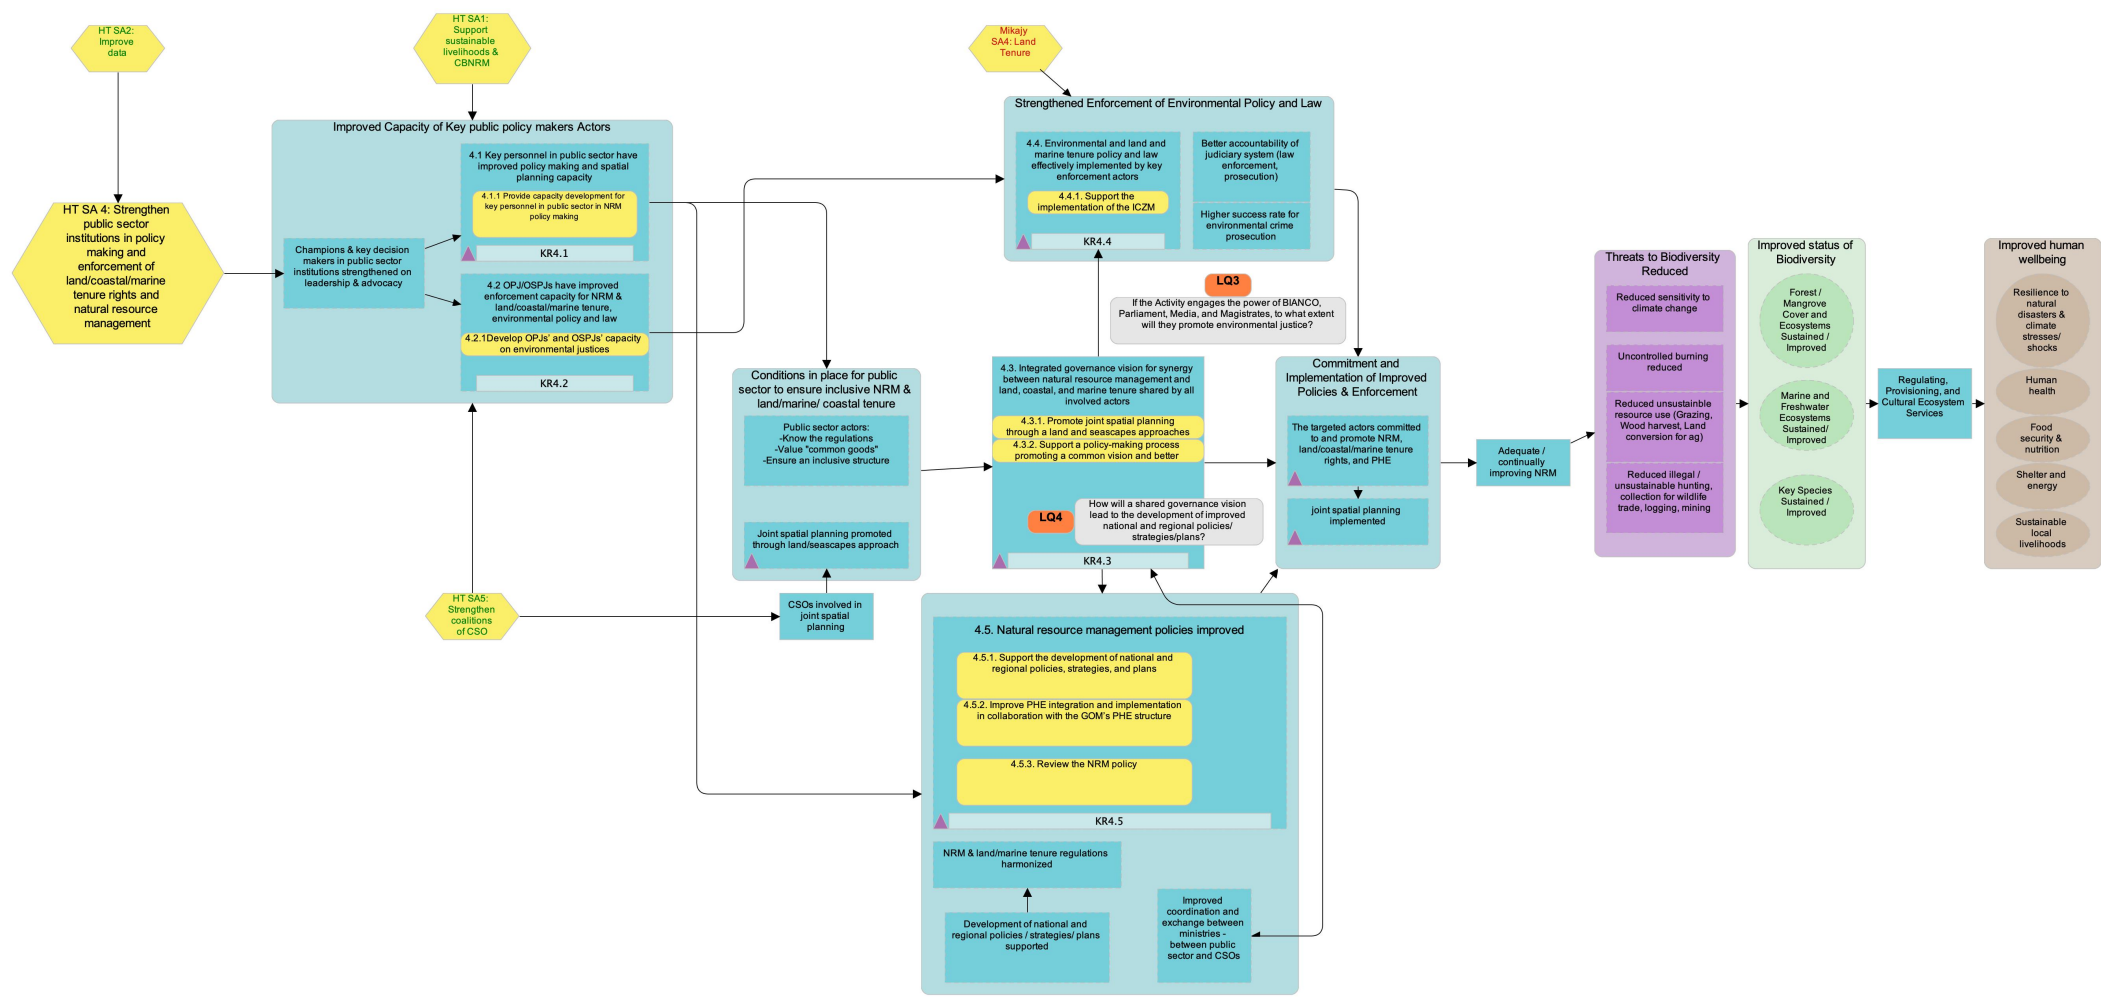 HT SA2:
Improve
data
HT SA1:
Support
sustainable
livelihoods &
CBNRM
Mikajy
SA4: Land
Tenure
HT SA 4: Strengthen
public sector
institutions in policy
making and
enforcement of
land/coastal/marine
tenure rights and
natural resource
management
Improved Capacity of Key public policy makers Actors
Champions & key decision
makers in public sector
institutions strengthened on
leadership & advocacy
4.1 Key personnel in public sector have
improved policy making and spatial
planning capacity
4.1.1 Provide capacity development for
key personnel in public sector in NRM
policy making
KR4.1
4.2 OPJ/OSPJs have improved
enforcement capacity for NRM &
land/coastal/marine tenure,
environmental policy and law
4.2.1Develop OPJs' and OSPJs' capacity
on environmental justices
KR4.2
HT SA5:
Strengthen
coalitions
of CSO
CSOs involved in
joint spatial
planning
Conditions in place for public
sector to ensure inclusive NRM &
land/marine/ coastal tenure
Public sector actors:
-Know the regulations
-Value "common goods"
-Ensure an inclusive structure
Joint spatial planning promoted
through land/seascapes approach
Strengthened Enforcement of Environmental Policy and Law
4.4. Environmental and land and
marine tenure policy and law
effectively implemented by key
enforcement actors
4.4.1. Support the
implementation of the ICZM
KR4.4
Better accountability of
judiciary system (law
enforcement,
prosecution)
Higher success rate for
environmental crime
prosecution
LQ3
If the Activity engages the power of BIANCO,
Parliament, Media, and Magistrates, to what extent
will they promote environmental justice?
4.3. Integrated governance vision for synergy
between natural resource management and
land, coastal, and marine tenure shared by all
involved actors
4.3.1. Promote joint spatial planning
through a land and seascapes approaches
4.3.2. Support a policy-making process
promoting a common vision and better
LQ4
How will a shared governance vision
lead to the development of improved
national and regional policies/
strategies/plans?
KR4.3
Commitment and
Implementation of Improved
Policies & Enforcement
The targeted actors committed
to and promote NRM,
land/coastal/marine tenure
rights, and PHE
joint spatial planning
implemented
4.5. Natural resource management policies improved
4.5.1. Support the development of national and
regional policies, strategies, and plans
4.5.2. Improve PHE integration and implementation
in collaboration with the GOM's PHE structure
4.5.3. Review the NRM policy
KR4.5
NRM & land/marine tenure regulations
harmonized
Development of national and
regional policies / strategies/ plans
supported
Improved
coordination and
exchange between
ministries -
between public
sector and CSOs
Adequate /
continually
improving NRM
Threats to Biodiversity
Reduced
Reduced sensitivity to
climate change
Uncontrolled burning
reduced
Reduced unsustainble
resource use (Grazing,
Wood harvest, Land
conversion for ag)
Reduced illegal /
unsustainable hunting,
collection for wildlife
trade, logging, mining
Improved status of
Biodiversity
Forest /
Mangrove
Cover and
Ecosystems
Sustained /
Improved
Marine and
Freshwater
Ecosystems
Sustained/
Improved
Key Species
Sustained /
Improved
Regulating,
Provisioning, and
Cultural Ecosystem
Services
Improved human
wellbeing
Resilience to
natural
disasters &
climate
stresses/
shocks
Human
health
Food
security &
nutrition
Shelter and
energy
Sustainable
local
livelihoods